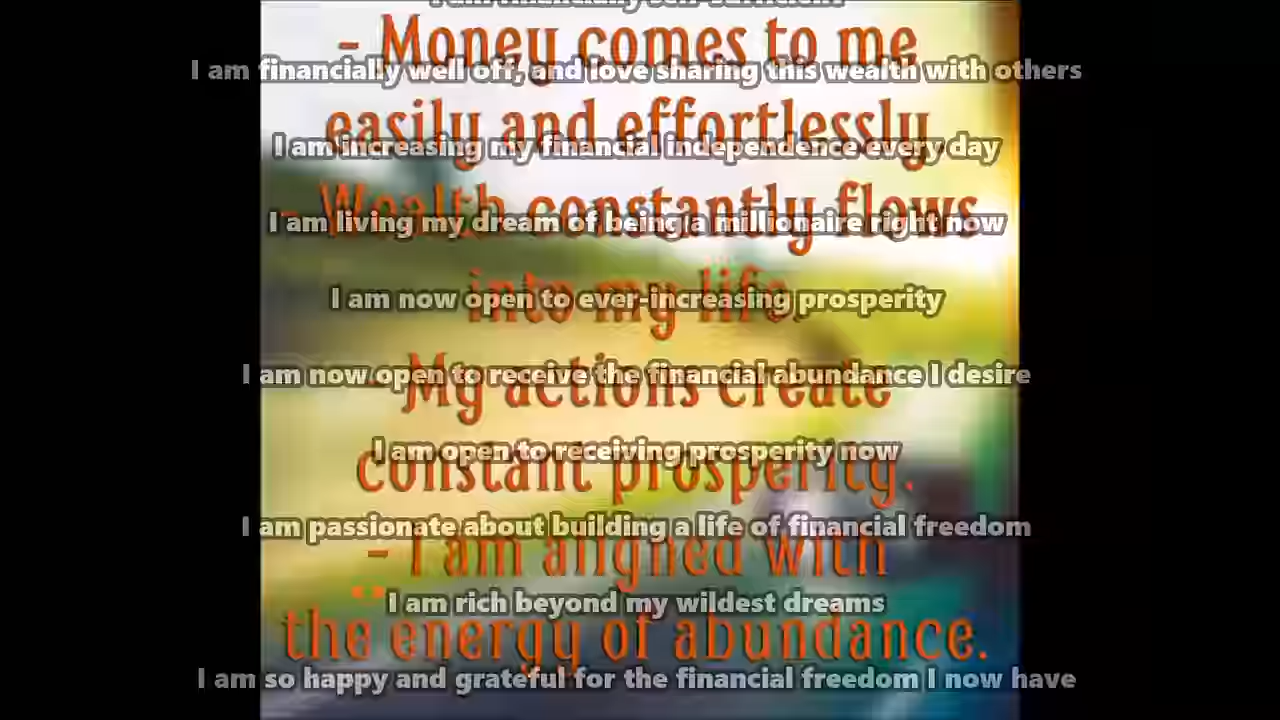 I am financially self-sufficient
- Money comes to me
I am financially well off, and love sharing this wealth with others
easily and effortlessly.
I am increasing my financial independence every day
- Wealth constantly flows
I am living my dream of being a millionaire right now
into my life.
I am now open to ever-increasing prosperity
- My actions create
I am now open to receive the financial abundance I desire
constant prosperity.
I am open to receiving prosperity now
I am passionate about building a life of financial freedom
- I am aligned with
I am rich beyond my wildest dreams
the energy of abundance.
I am so happy and grateful for the financial freedom I now have